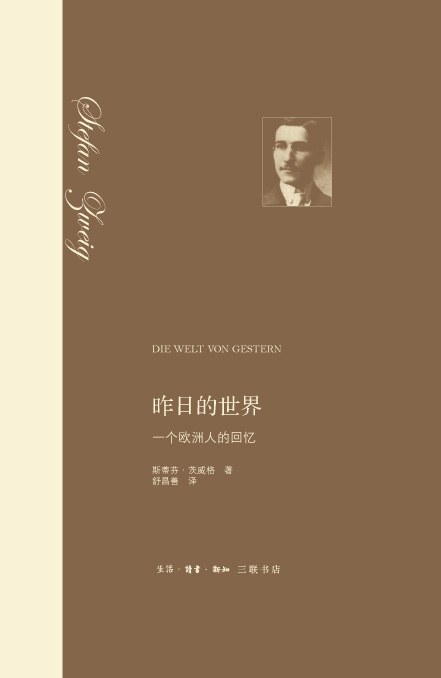 Stefan Zweig
DIE WELT VON GESTERN
昨日的世界
一个欧洲人的回忆
斯蒂芬·茨威格 著
舒昌善 译
生活·讀書·新知 三联书店